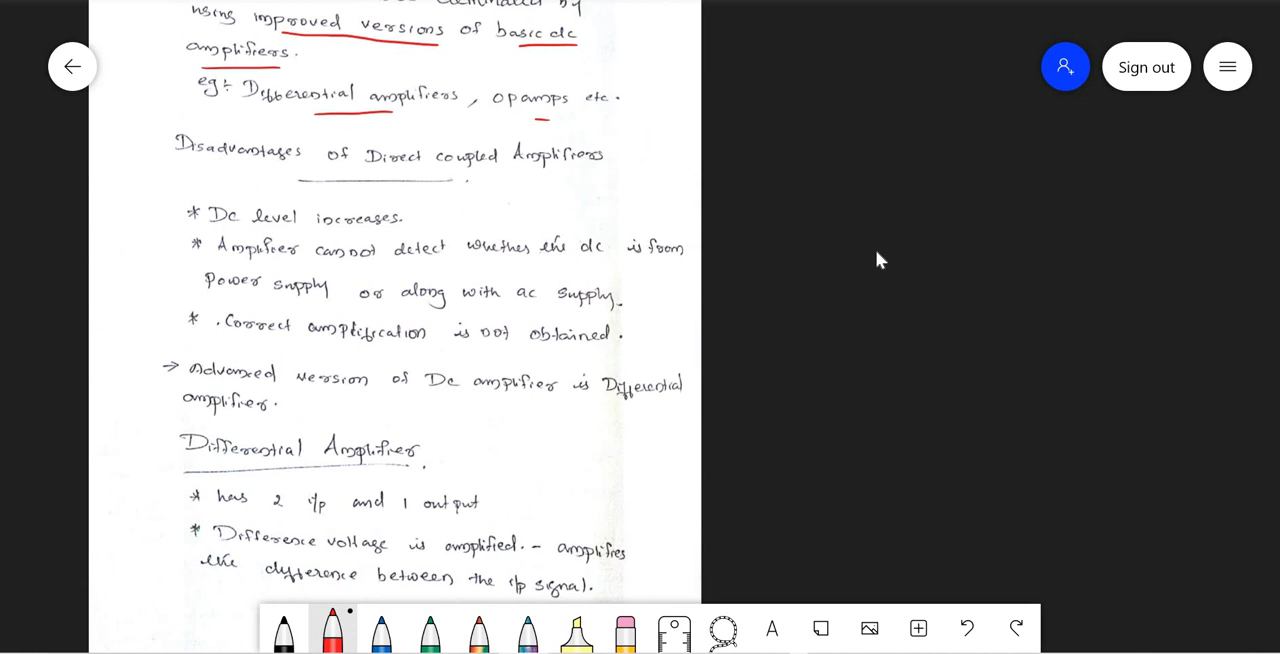 using improved versions of basic dc
amplifiers.
eg:- Differential amplifiers, opamps etc.
Sign out
Disadvantages of Direct coupled Amplifiers
* Dc level increases.
* Amplifier cannot detect whether the dc is from
Power supply or along with ac supply.
* . Correct amplification is not obtained.
→ Advanced version of Dc amplifier is Differential
amplifier.
Differential Amplifier.
* has 2 i/p and 1 output
* Difference voltage is amplified. - amplifies
the difference between the i/p signal.
A